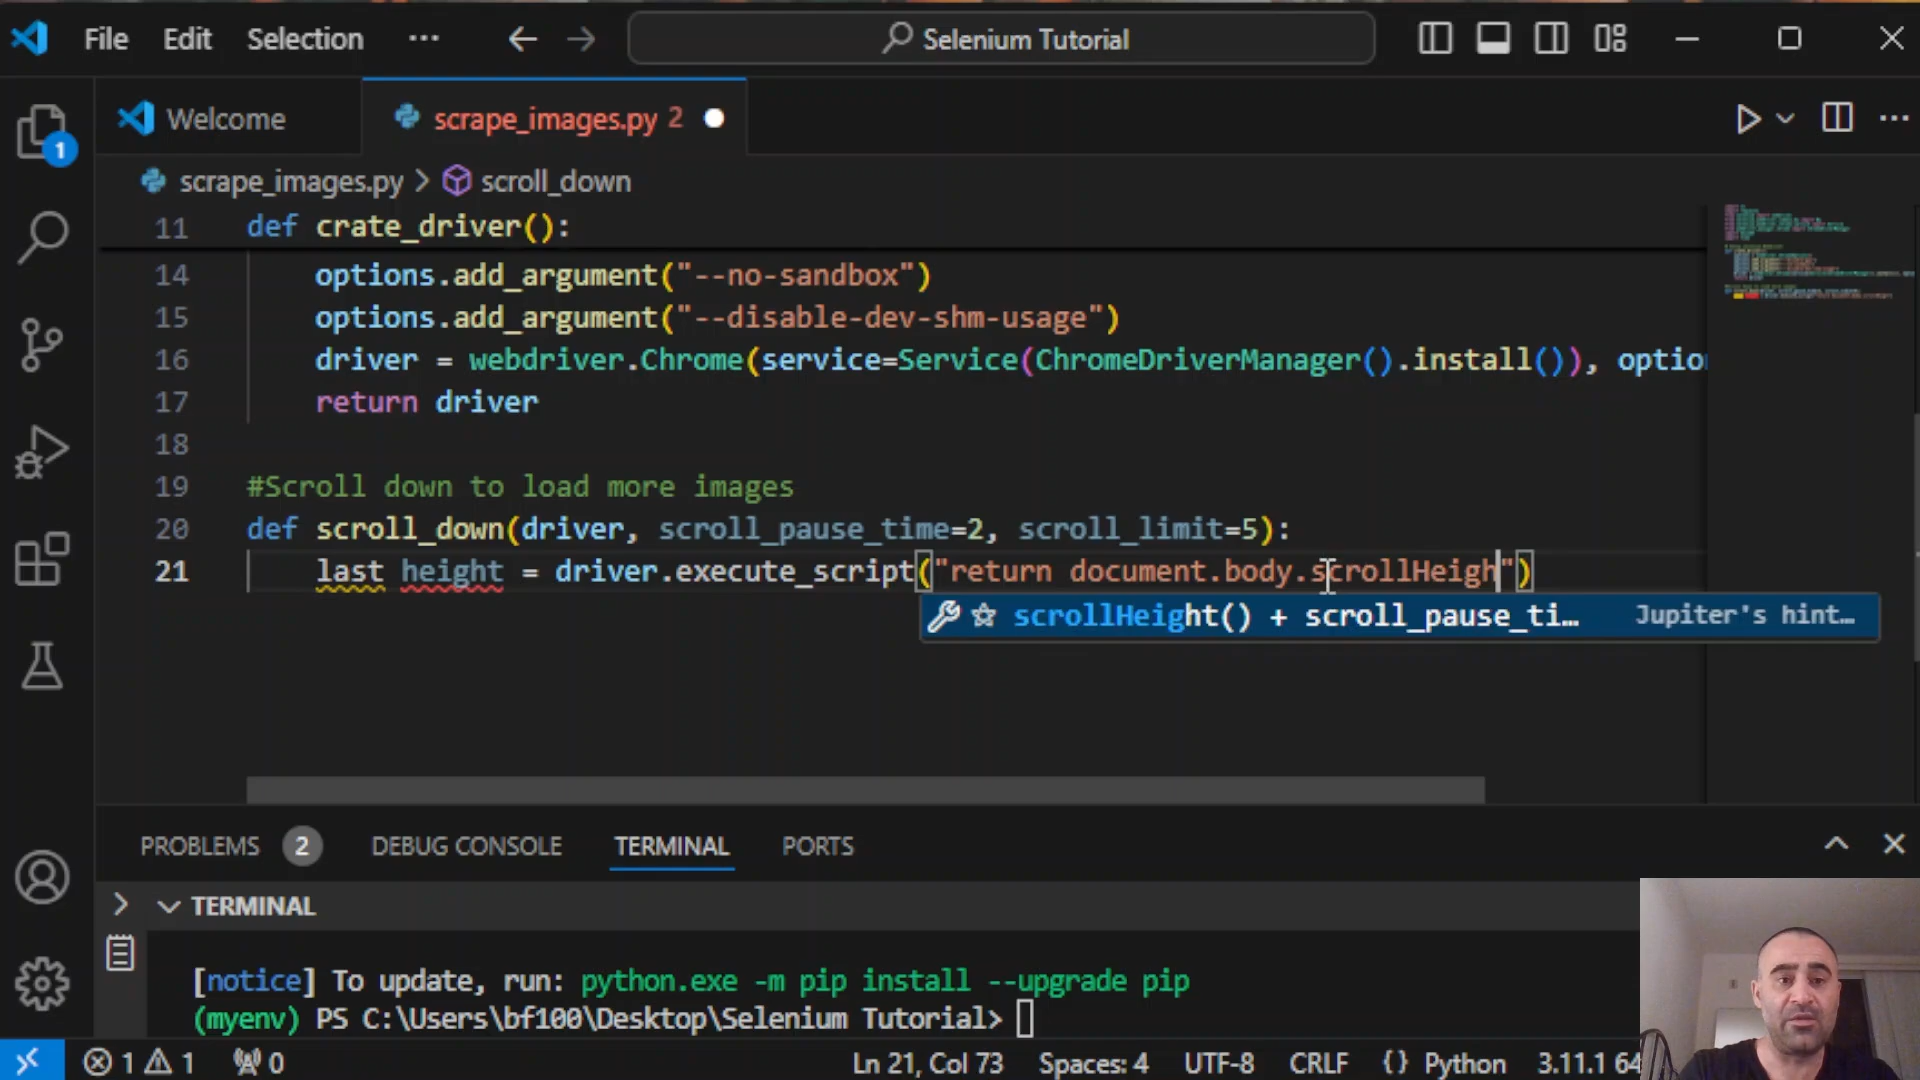 File Edit Selection ··· Selenium Tutorial
Welcome scrape_images.py 2
scrape_images.py > scroll_down
11 def crate_driver():
14 options.add_argument("--no-sandbox")
15 options.add_argument("--disable-dev-shm-usage")
16 driver = webdriver.Chrome(service=Service(ChromeDriverManager().install()), optio
17 return driver
18
19 #Scroll down to load more images
20 def scroll_down(driver, scroll_pause_time=2, scroll_limit=5):
21 last height = driver.execute_script("return document.body.scrollHeigh")
scrollHeight() + scroll_pause_ti… Jupiter's hint…
PROBLEMS 2 DEBUG CONSOLE TERMINAL PORTS
TERMINAL
[notice] To update, run: python.exe -m pip install --upgrade pip
(myenv) PS C:\Users\bf100\Desktop\Selenium Tutorial>
1 1 0 Ln 21, Col 73 Spaces: 4 UTF-8 CRLF {} Python 3.11.1 64
1